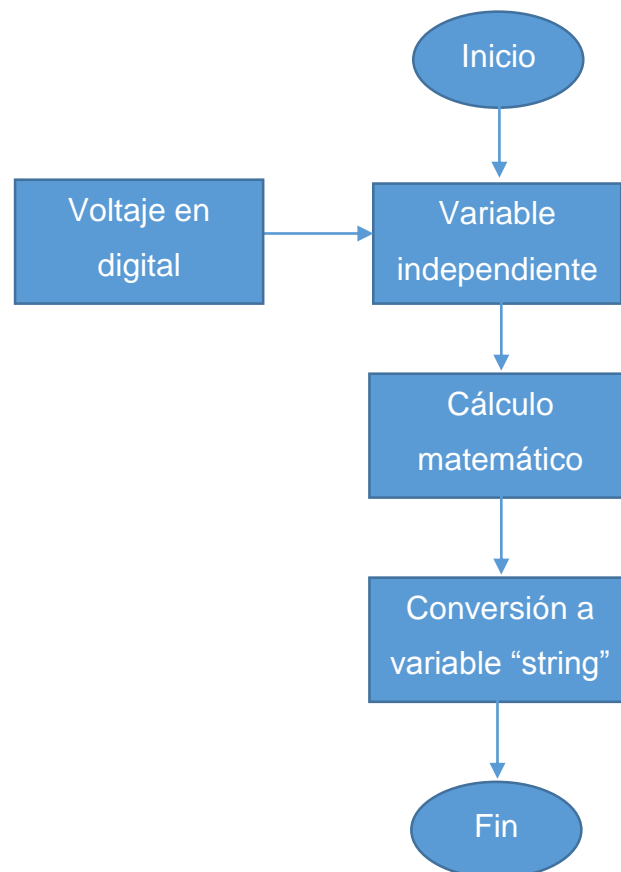 Inicio
Voltaje en
digital
Variable
independiente
Cálculo
matemático
Conversión a
variable “string”
Fin